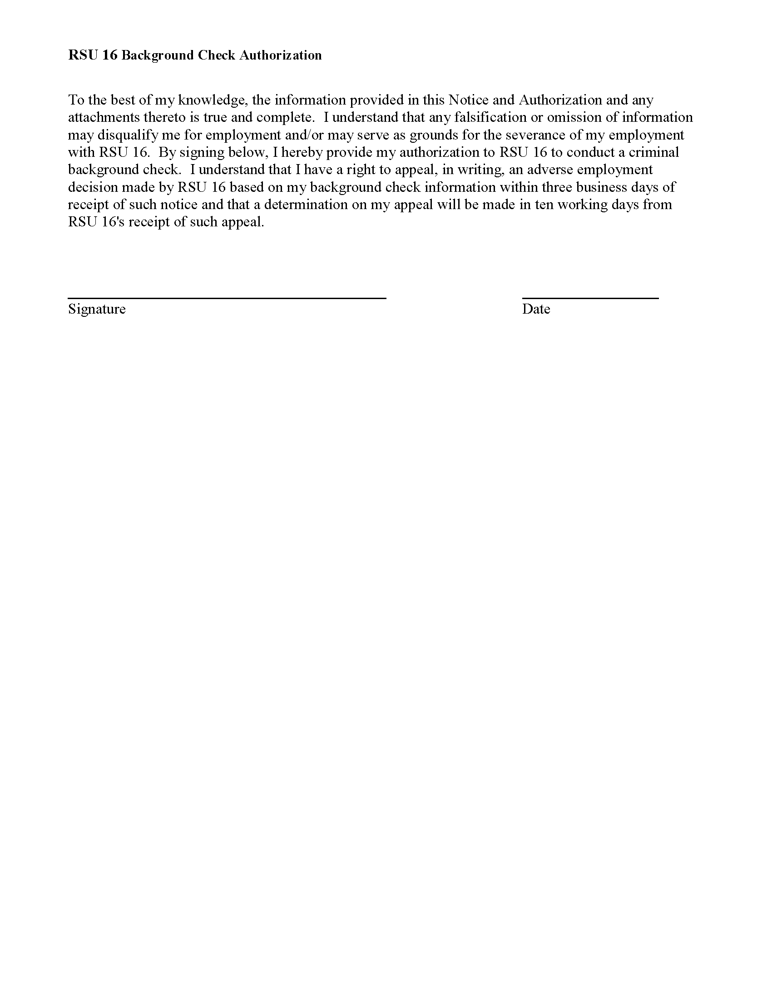 RSU 16 Background Check Authorization
To the best of my knowledge, the information provided in this Notice and Authorization and any
attachments thereto is true and complete.  I understand that any falsification or omission of information
may disqualify me for employment and/or may serve as grounds for the severance of my employment
with RSU 16.  By signing below, I hereby provide my authorization to RSU 16 to conduct a criminal
background check.  I understand that I have a right to appeal, in writing, an adverse employment
decision made by RSU 16 based on my background check information within three business days of
receipt of such notice and that a determination on my appeal will be made in ten working days from
RSU 16's receipt of such appeal.
Signature Date